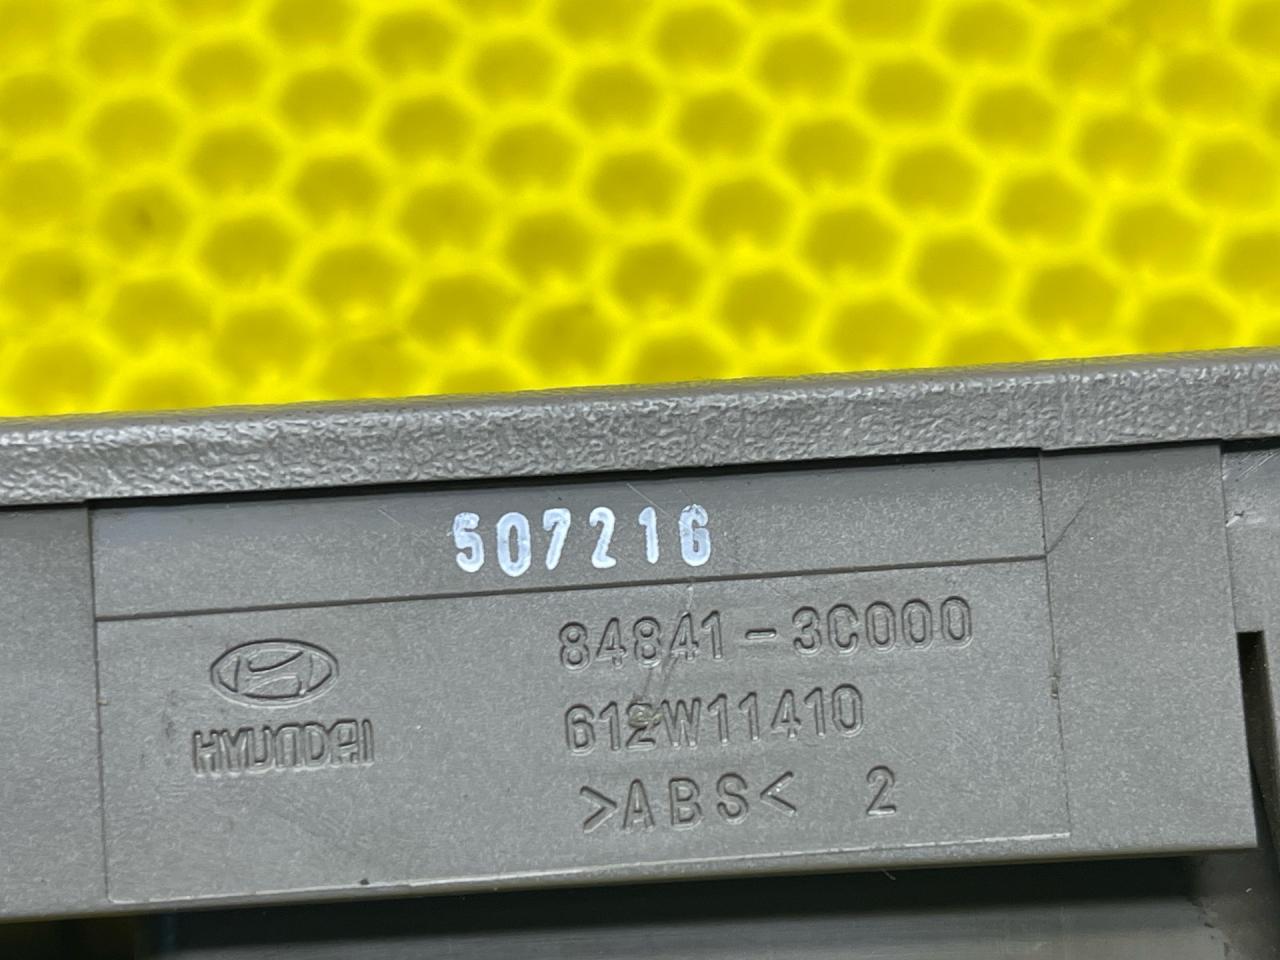 507216
84841-3C000
HYUNDAI
612W11410
>ABS< 2